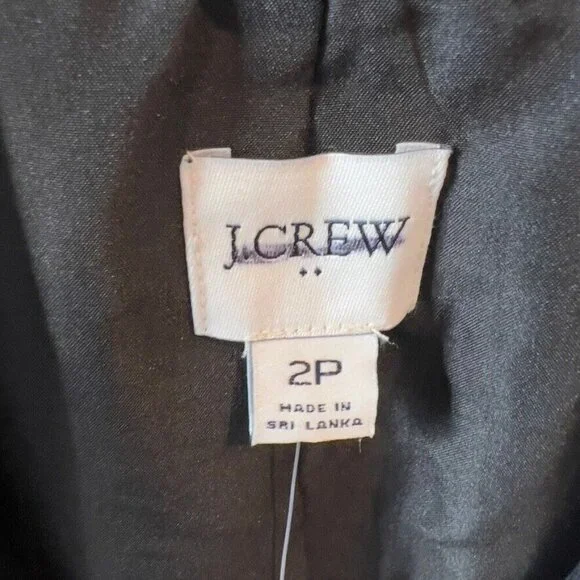 J.CREW
2P
MADE IN
SRI LANKA